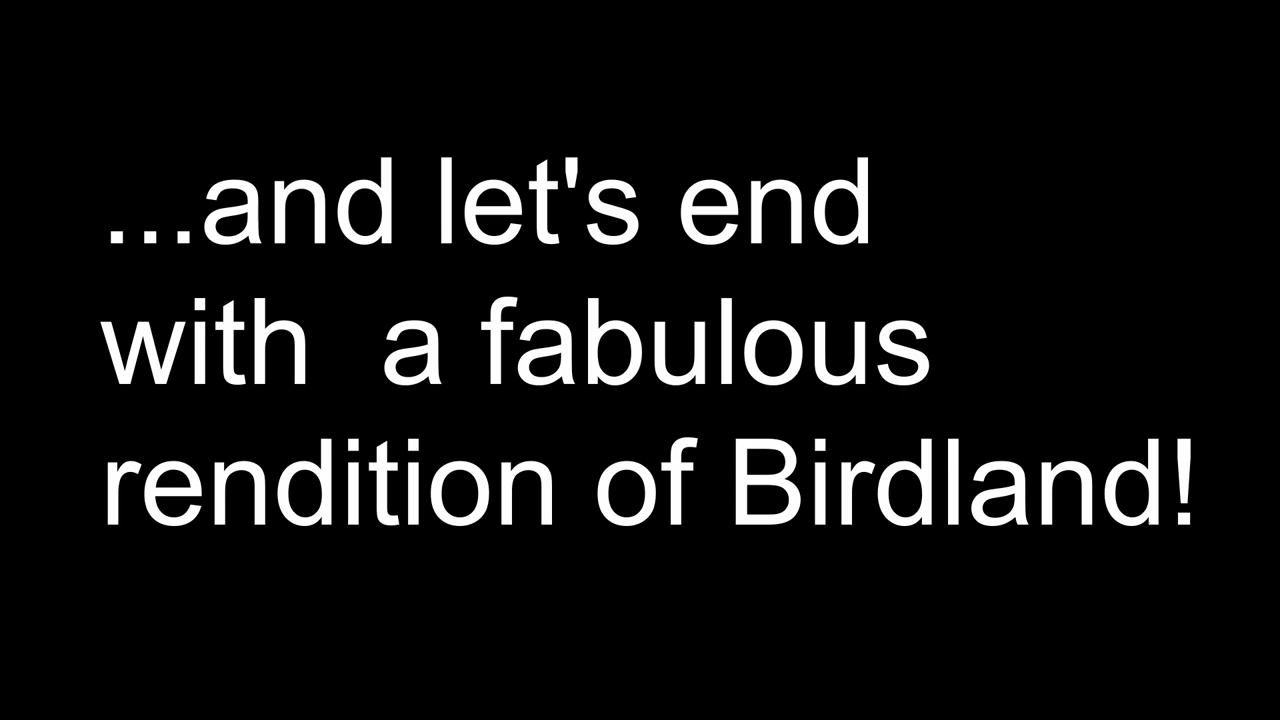 ...and let's end
with  a fabulous
rendition of Birdland!